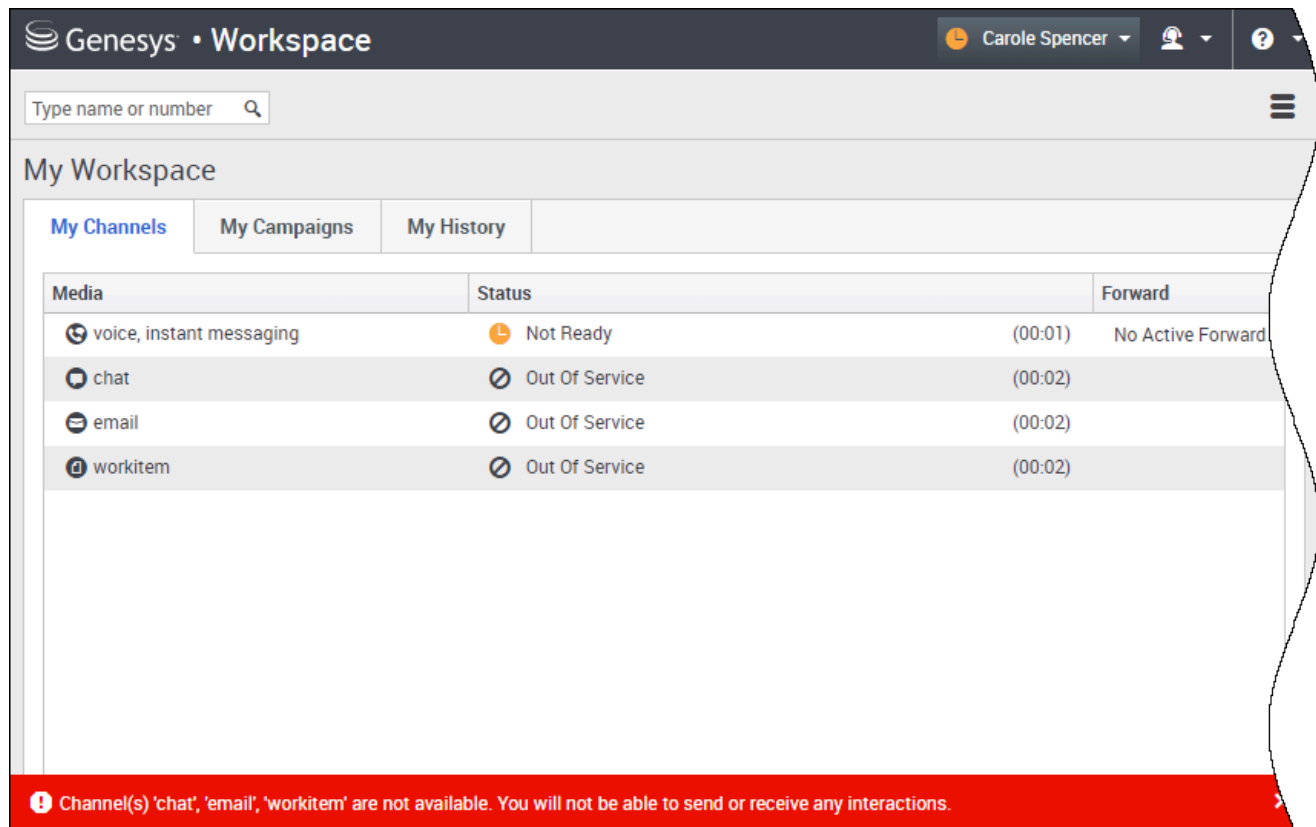 Genesys • Workspace Carole Spencer
Type name or number
My Workspace
My Channels My Campaigns My History
Media Status Forward
voice, instant messaging Not Ready (00:01) No Active Forward
chat Out Of Service (00:02)
email Out Of Service (00:02)
workitem Out Of Service (00:02)
Channel(s) 'chat', 'email', 'workitem' are not available. You will not be able to send or receive any interactions.